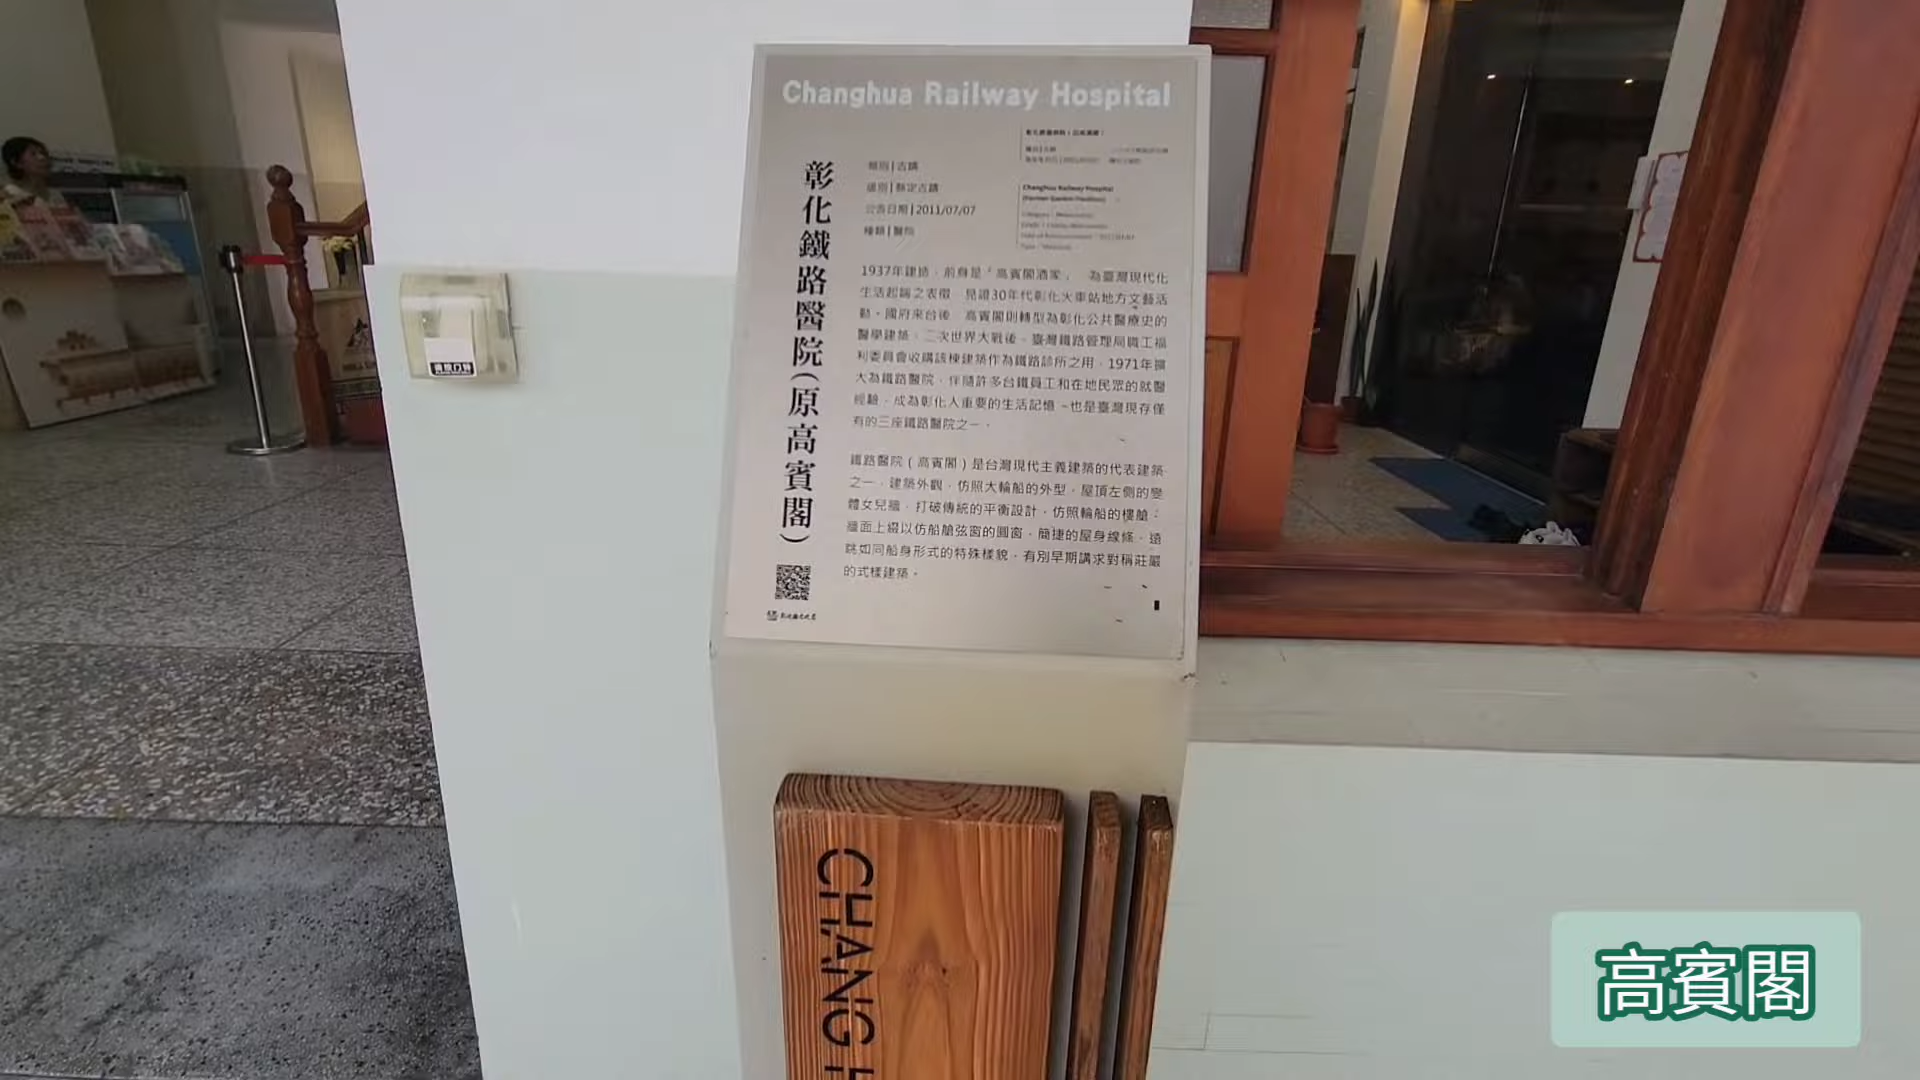 Changhua Railway Hospital
彰化鐵路醫院(原高賓閣)
類別|古蹟
級別|縣定古蹟
公告日期|2011/07/07
種類|醫院
Changhua Railway Hospital
1937年建造,前身是「高賓閣酒家」,為臺灣現代化
生活起端之表徵,見證30年代彰化火車站地方文藝活
動。國府來台後,高賓閣則轉型為彰化公共醫療史的
醫學建築,二次世界大戰後,臺灣鐵路管理局職工福
利委員會收購該棟建築作為鐵路診所之用,1971年擴
大為鐵路醫院,伴隨許多台鐵員工和在地民眾的就醫
經驗,成為彰化人重要的生活記憶,也是臺灣現存僅
有的三座鐵路醫院之一。
鐵路醫院(高賓閣)是台灣現代主義建築的代表建築
之一,建築外觀,仿照大輪船的外型,屋頂左側的變
體女兒牆,打破傳統的平衡設計,仿照輪船的樓艙;
牆面上綴以仿船艙弦窗的圓窗,簡捷的屋身線條,遠
眺如同船身形式的特殊樣貌,有別早期講求對稱莊嚴
的式樣建築。
CHANG
高賓閣